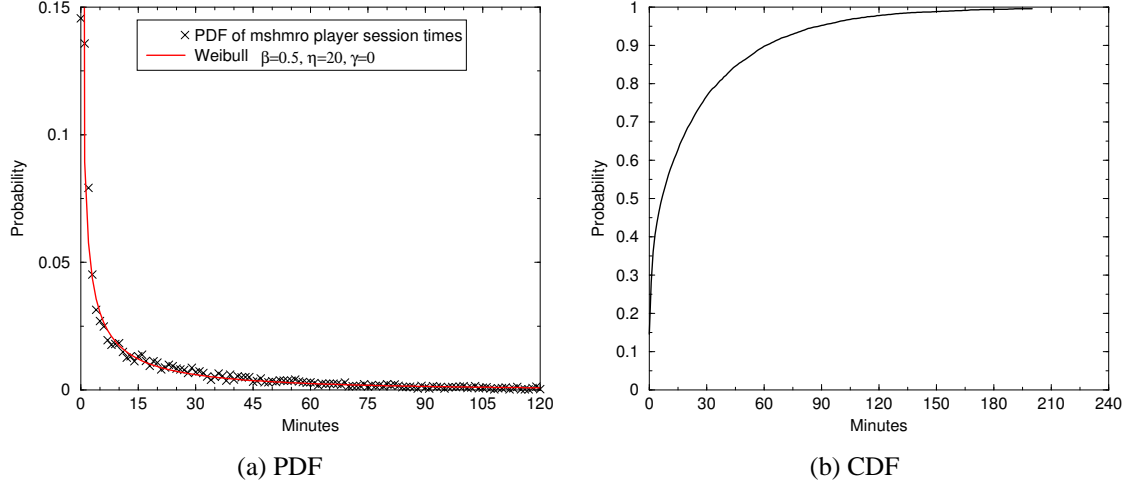 0.15
0.1
0.05
0
Probability
PDF of mshmro player session times
Weibull β=0.5, η=20, γ=0
0 15 30 45 60 75 90 105 120
Minutes
(a) PDF
1
0.9
0.8
0.7
0.6
0.5
0.4
0.3
0.2
0.1
0
Probability
0 30 60 90 120 150 180 210 240
Minutes
(b) CDF